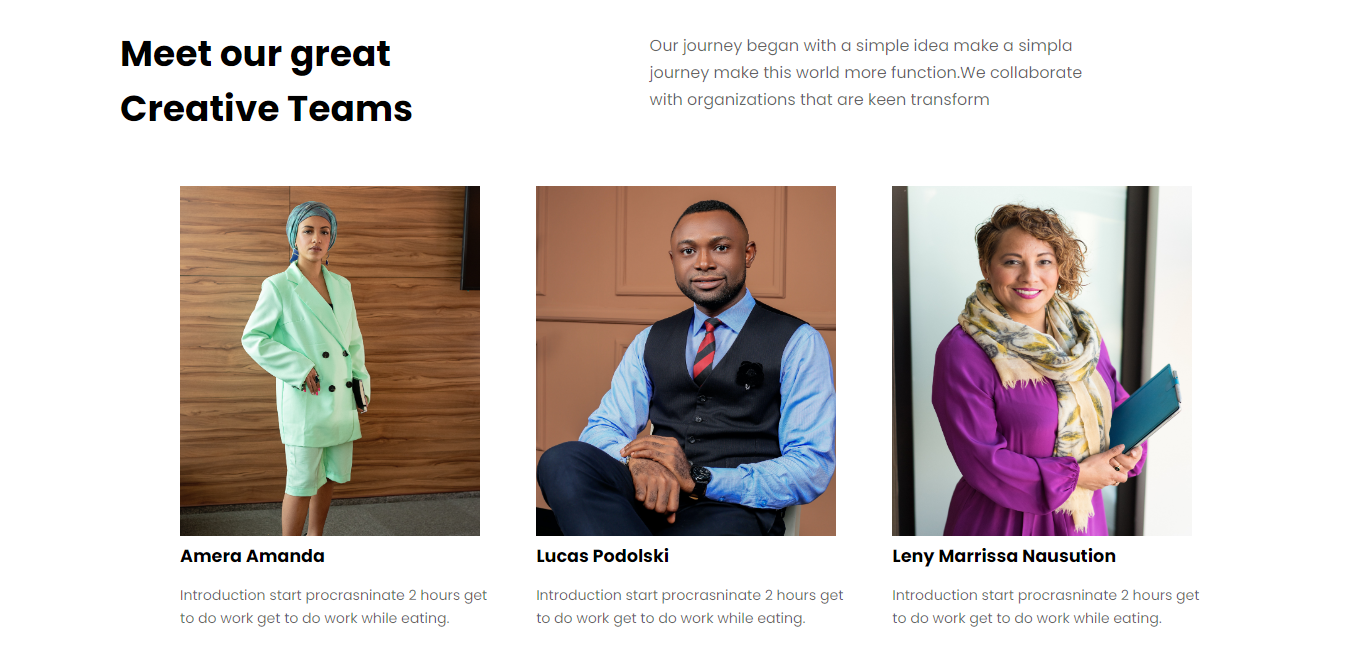 Meet our great
Creative Teams
Our journey began with a simple idea make a simpla
journey make this world more function.We collaborate
with organizations that are keen transform
Amera Amanda
Introduction start procrasninate 2 hours get
to do work get to do work while eating.
Lucas Podolski
Introduction start procrasninate 2 hours get
to do work get to do work while eating.
Leny Marrissa Nausution
Introduction start procrasninate 2 hours get
to do work get to do work while eating.